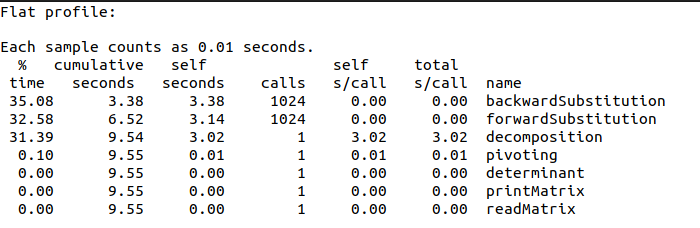 Flat profile:

Each sample counts as 0.01 seconds.
  %   cumulative   self              self     total
 time   seconds   seconds    calls   s/call   s/call  name
35.08      3.38     3.38     1024     0.00     0.00  backwardSubstitution
32.58      6.52     3.14     1024     0.00     0.00  forwardSubstitution
31.39      9.54     3.02        1     3.02     3.02  decomposition
 0.10      9.55     0.01        1     0.01     0.01  pivoting
 0.00      9.55     0.00        1     0.00     0.00  determinant
 0.00      9.55     0.00        1     0.00     0.00  printMatrix
 0.00      9.55     0.00        1     0.00     0.00  readMatrix